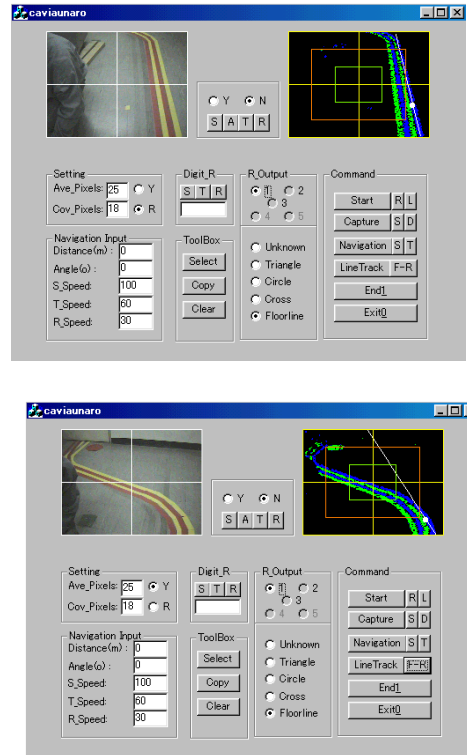 caviaunaro
Y N
S A T R
Setting
Ave_Pixels: 25 Y
Cov_Pixels: 18 R
Digit_R
S T R
R_Output
1 2
3
4 5
Command
Start R L
Capture S D
Navigation S T
LineTrack F-R
End1
Exit0
Navigation Input
Distance(m) : 0
Angle(o) : 0
S_Speed: 100
T_Speed: 60
R_Speed: 30
ToolBox
Select
Copy
Clear
Unknown
Triangle
Circle
Cross
Floorline
caviaunaro
Y N
S A T R
Setting
Ave_Pixels: 25 Y
Cov_Pixels: 18 R
Digit_R
S T R
R_Output
1 2
3
4 5
Command
Start R L
Capture S D
Navigation S T
LineTrack F-R
End1
Exit0
Navigation Input
Distance(m) : 0
Angle(o) : 0
S_Speed: 100
T_Speed: 60
R_Speed: 30
ToolBox
Select
Copy
Clear
Unknown
Triangle
Circle
Cross
Floorline